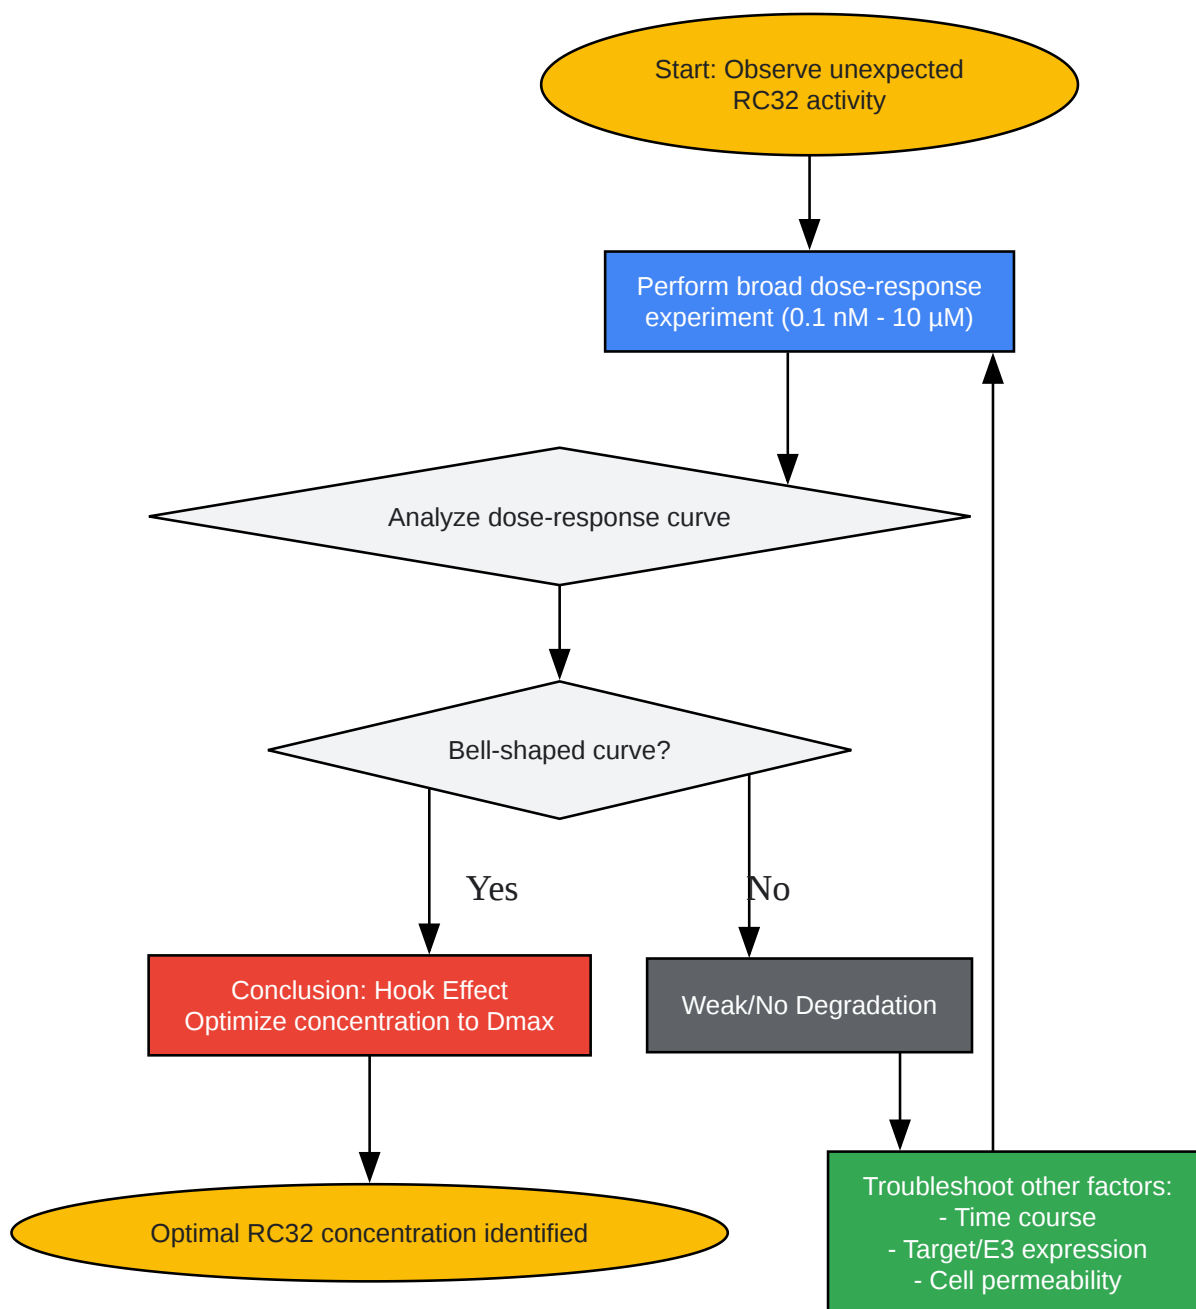 Start: Observe unexpected
RC32 activity
Perform broad dose-response
experiment (0.1 nM - 10 µM)
Analyze dose-response curve
Bell-shaped curve?
Yes
No
Conclusion: Hook Effect
Optimize concentration to Dmax
Weak/No Degradation
Troubleshoot other factors:
- Time course
- Target/E3 expression
- Cell permeability
Optimal RC32 concentration identified